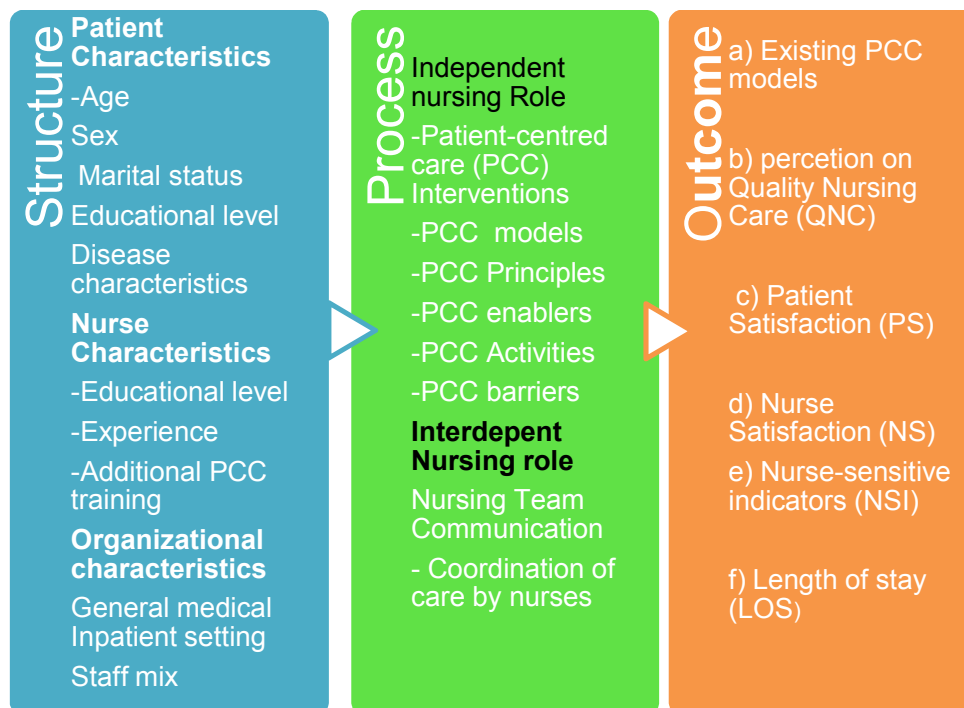 Structure
Patient
Characteristics
-Age
Sex
Marital status
Educational level
Disease
characteristics
Nurse
Characteristics
-Educational level
-Experience
-Additional PCC
training
Organizational
characteristics
General medical
Inpatient setting
Staff mix
Process
Independent
nursing Role
-Patient-centred
care (PCC)
Interventions
-PCC models
-PCC Principles
-PCC enablers
-PCC Activities
-PCC barriers
Interdepent
Nursing role
Nursing Team
Communication
- Coordination of
care by nurses
Outcome
a) Existing PCC
models
b) percetion on
Quality Nursing
Care (QNC)
c) Patient
Satisfaction (PS)
d) Nurse
Satisfaction (NS)
e) Nurse-sensitive
indicators (NSI)
f) Length of stay
(LOS)